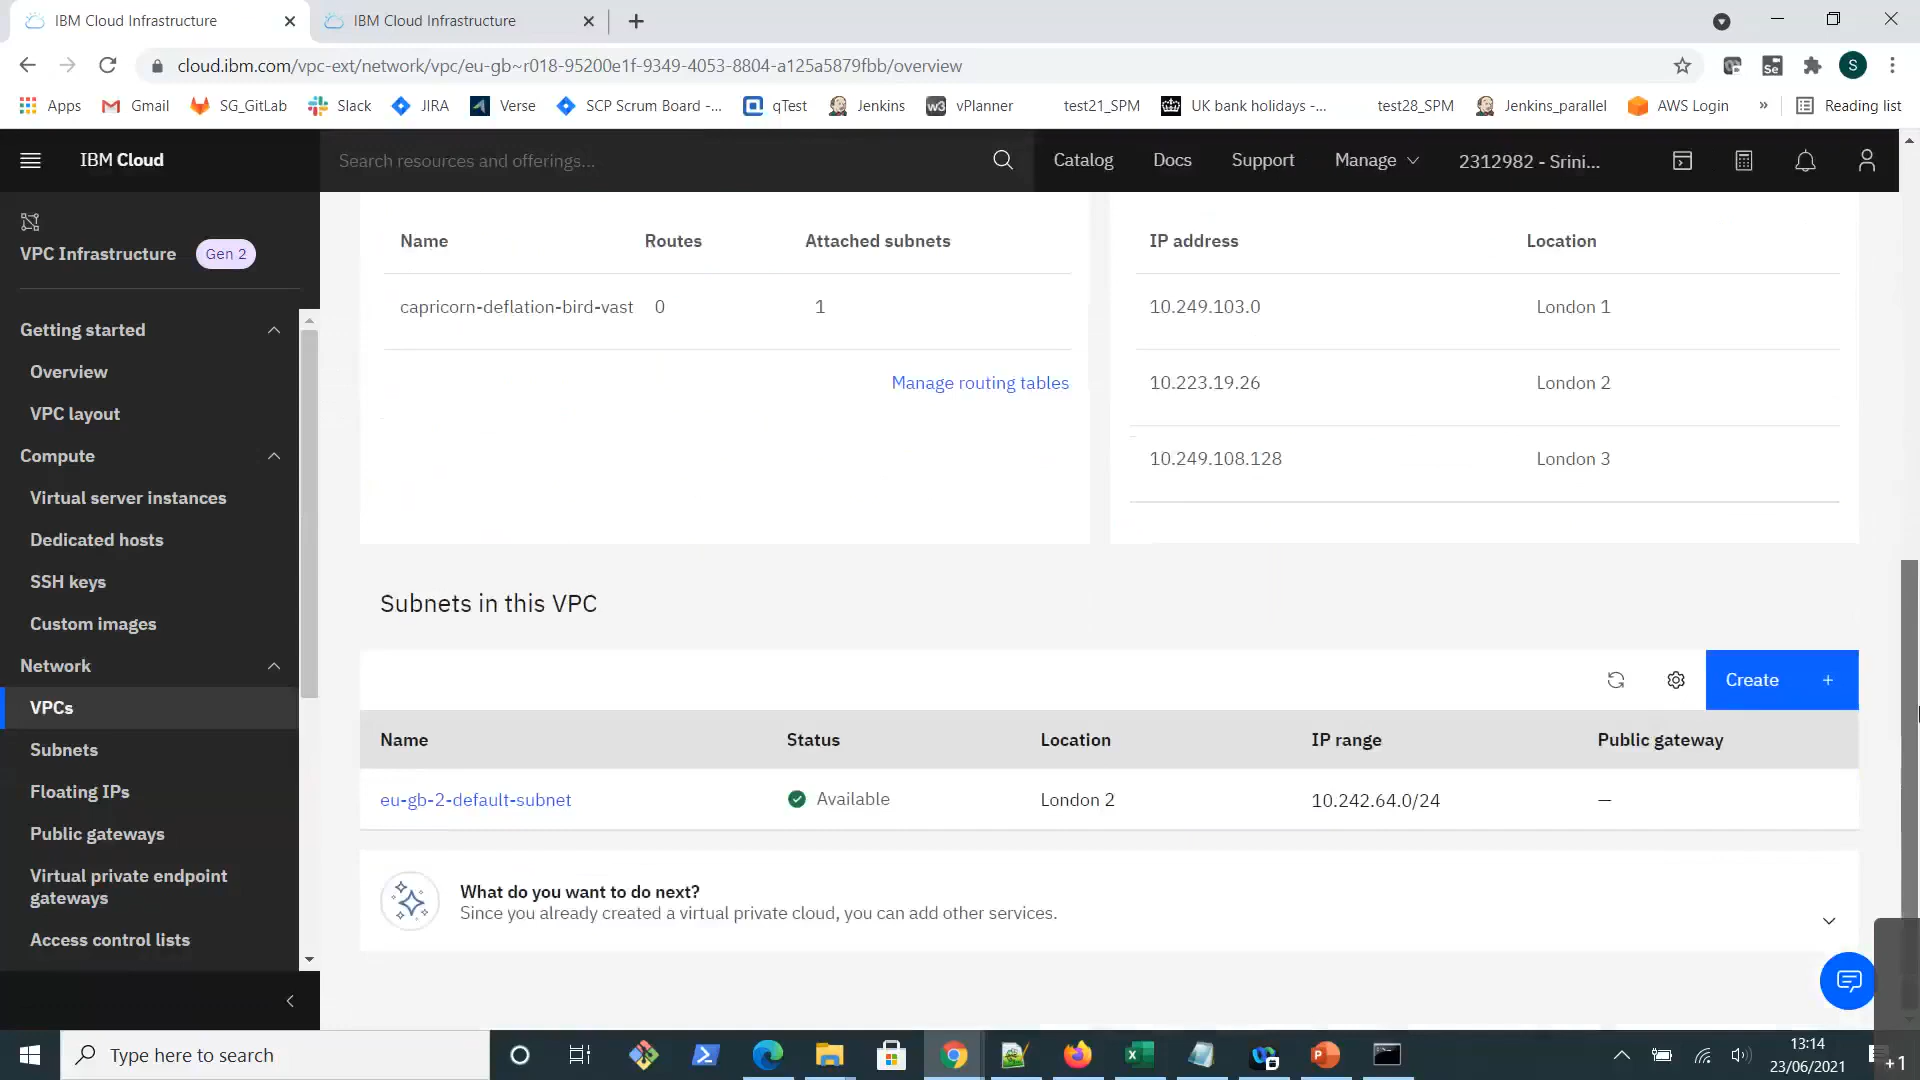 IBM Cloud Infrastructure
IBM Cloud Infrastructure
cloud.ibm.com/vpc-ext/network/vpc/eu-gb~r018-95200e1f-9349-4053-8804-a125a5879fbb/overview
S
Apps
Gmail
SG_GitLab
Slack
JIRA
Verse
SCP Scrum Board -...
qTest
Jenkins
w3
vPlanner
test21_SPM
UK bank holidays -...
test28_SPM
Jenkins_parallel
AWS Login
»
Reading list
IBM Cloud
Search resources and offerings...
Catalog
Docs
Support
Manage
2312982 - Srini...
VPC Infrastructure
Gen 2
Getting started
Overview
VPC layout
Compute
Virtual server instances
Dedicated hosts
SSH keys
Custom images
Network
VPCs
Subnets
Floating IPs
Public gateways
Virtual private endpoint
gateways
Access control lists
Name Routes Attached subnets
capricorn-deflation-bird-vast 0 1
Manage routing tables
IP address Location
10.249.103.0 London 1
10.223.19.26 London 2
10.249.108.128 London 3
Subnets in this VPC
Create +
Name Status Location IP range Public gateway
eu-gb-2-default-subnet Available London 2 10.242.64.0/24 —
What do you want to do next?
Since you already created a virtual private cloud, you can add other services.
Type here to search
13:14
23/06/2021
+1